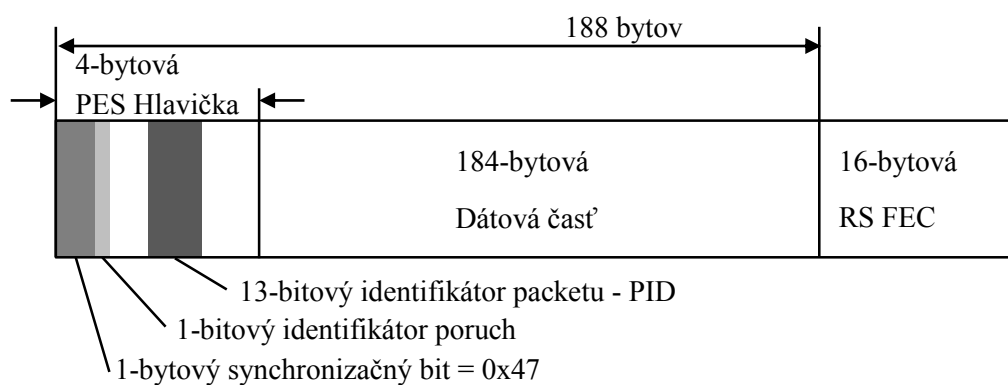 188 bytov
4-bytová
PES Hlavička
184-bytová
Dátová časť
16-bytová
RS FEC
13-bitový identifikátor packetu - PID
1-bitový identifikátor poruch
1-bytový synchronizačný bit = 0x47